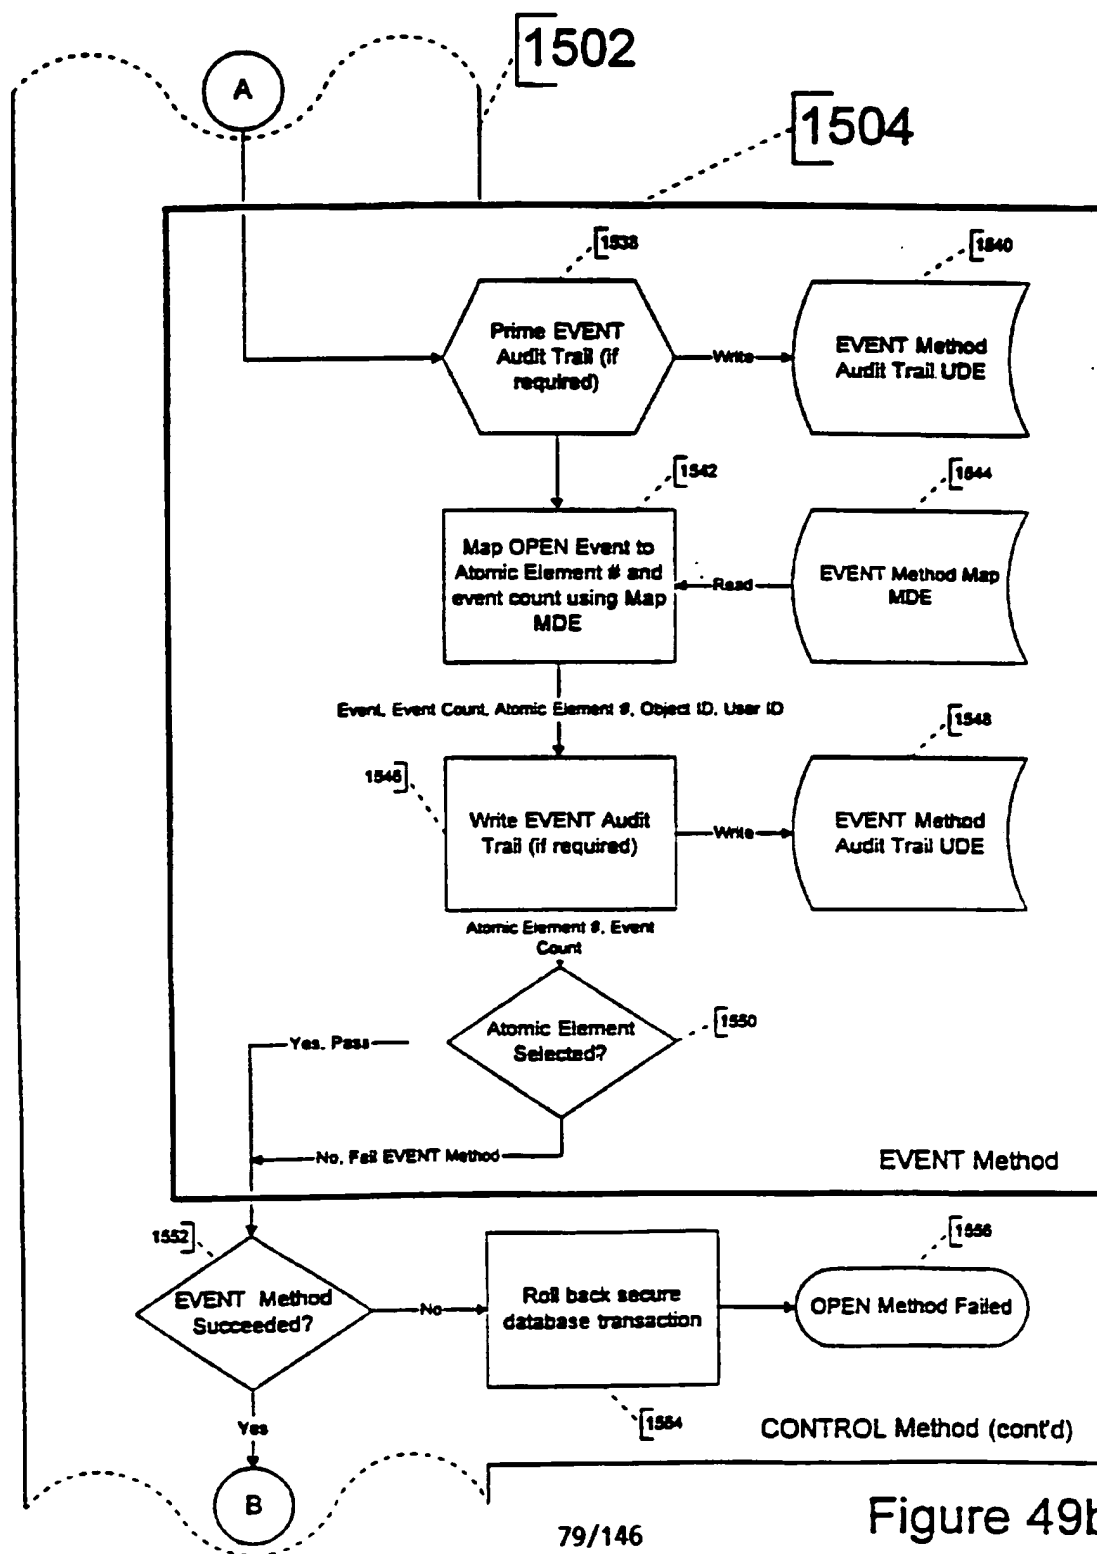 1502
A
1504
1538
1540
Prime EVENT
Audit Trail (if
required)
Write
EVENT Method
Audit Trail UDE
1542
1544
Map OPEN Event to
Atomic Element # and
event count using Map
MDE
Read
EVENT Method Map
MDE
Event, Event Count, Atomic Element #, Object ID, User ID
1546
1548
Write EVENT Audit
Trail (if required)
Write
EVENT Method
Audit Trail UDE
Atomic Element #, Event
Count
1550
Atomic Element
Selected?
Yes, Pass
No, Fail EVENT Method
EVENT Method
1552
1556
EVENT Method
Succeeded?
No
Roll back secure
database transaction
OPEN Method Failed
1554
Yes
CONTROL Method (cont'd)
B
Figure 49b
79/146